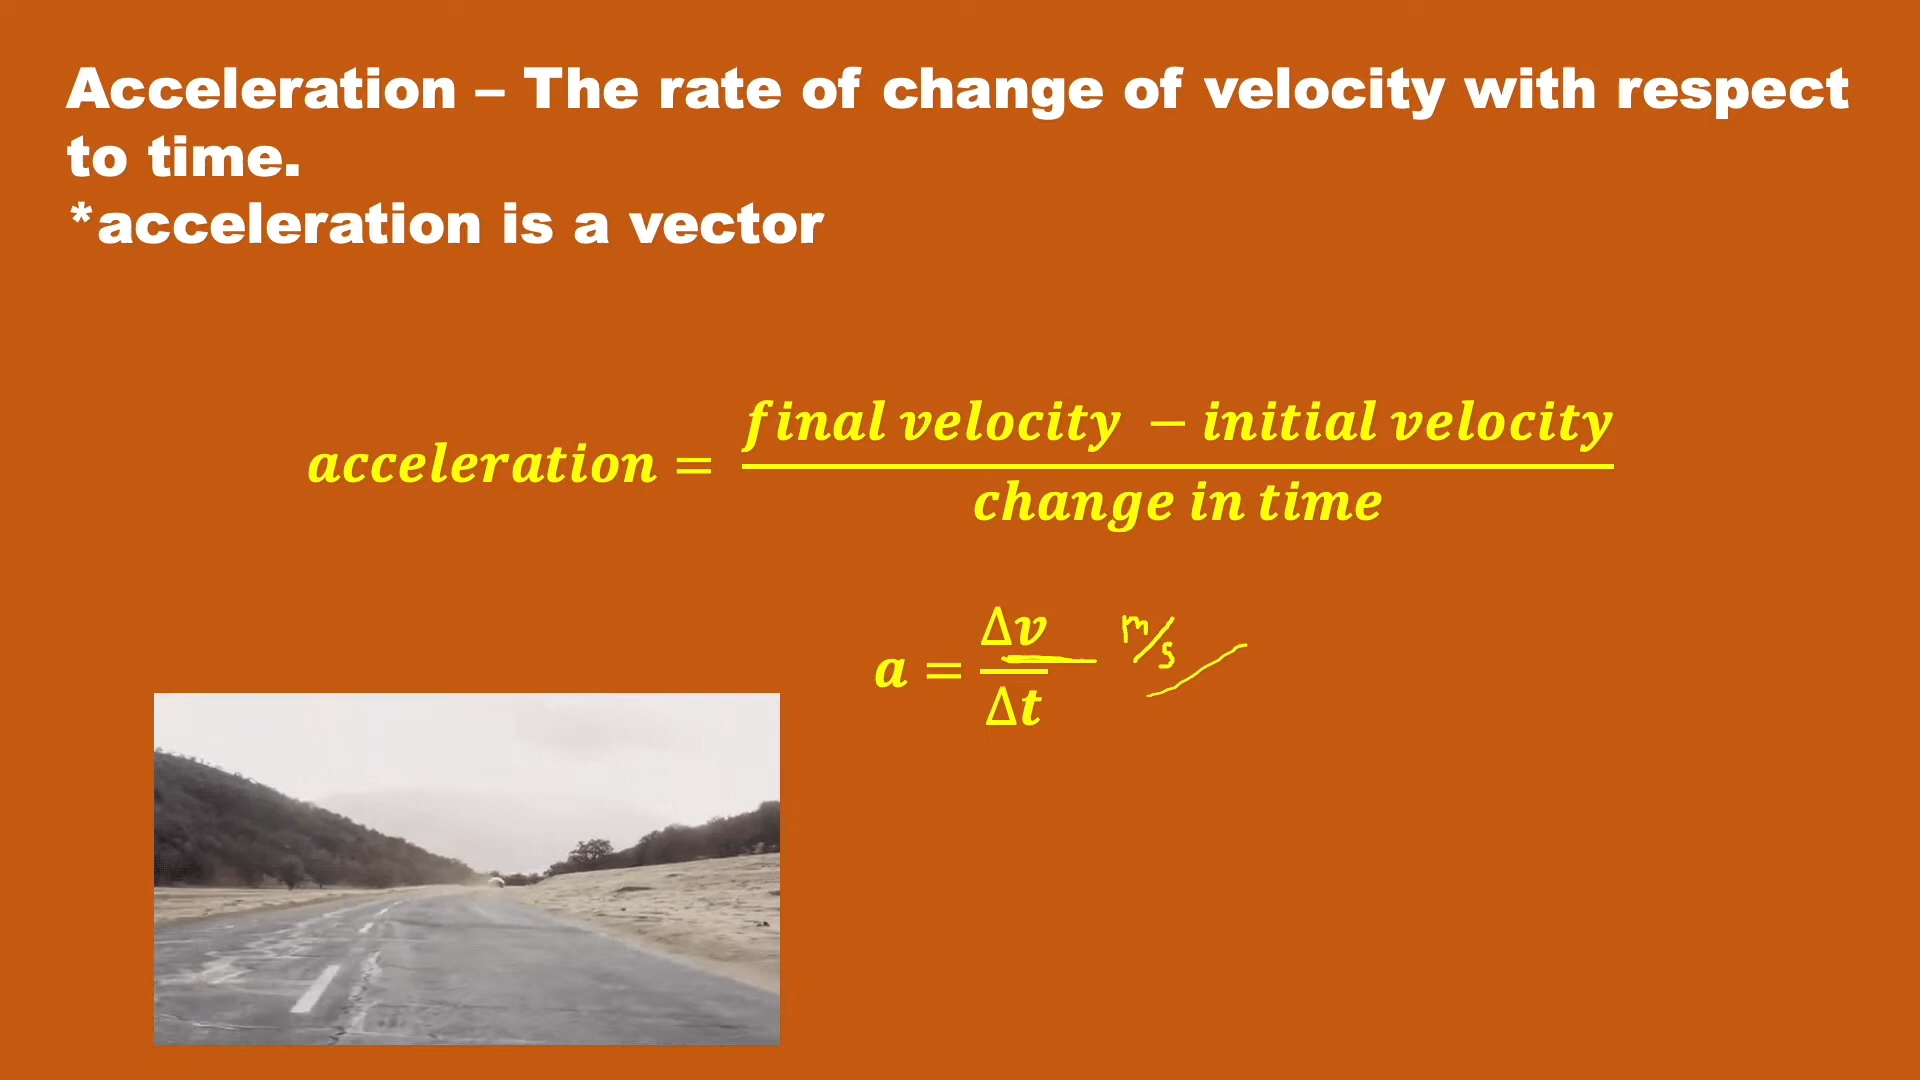 Acceleration – The rate of change of velocity with respect
to time.
*acceleration is a vector
acceleration = (final velocity − initial velocity) / (change in time)
a = Δv / Δt
m/s